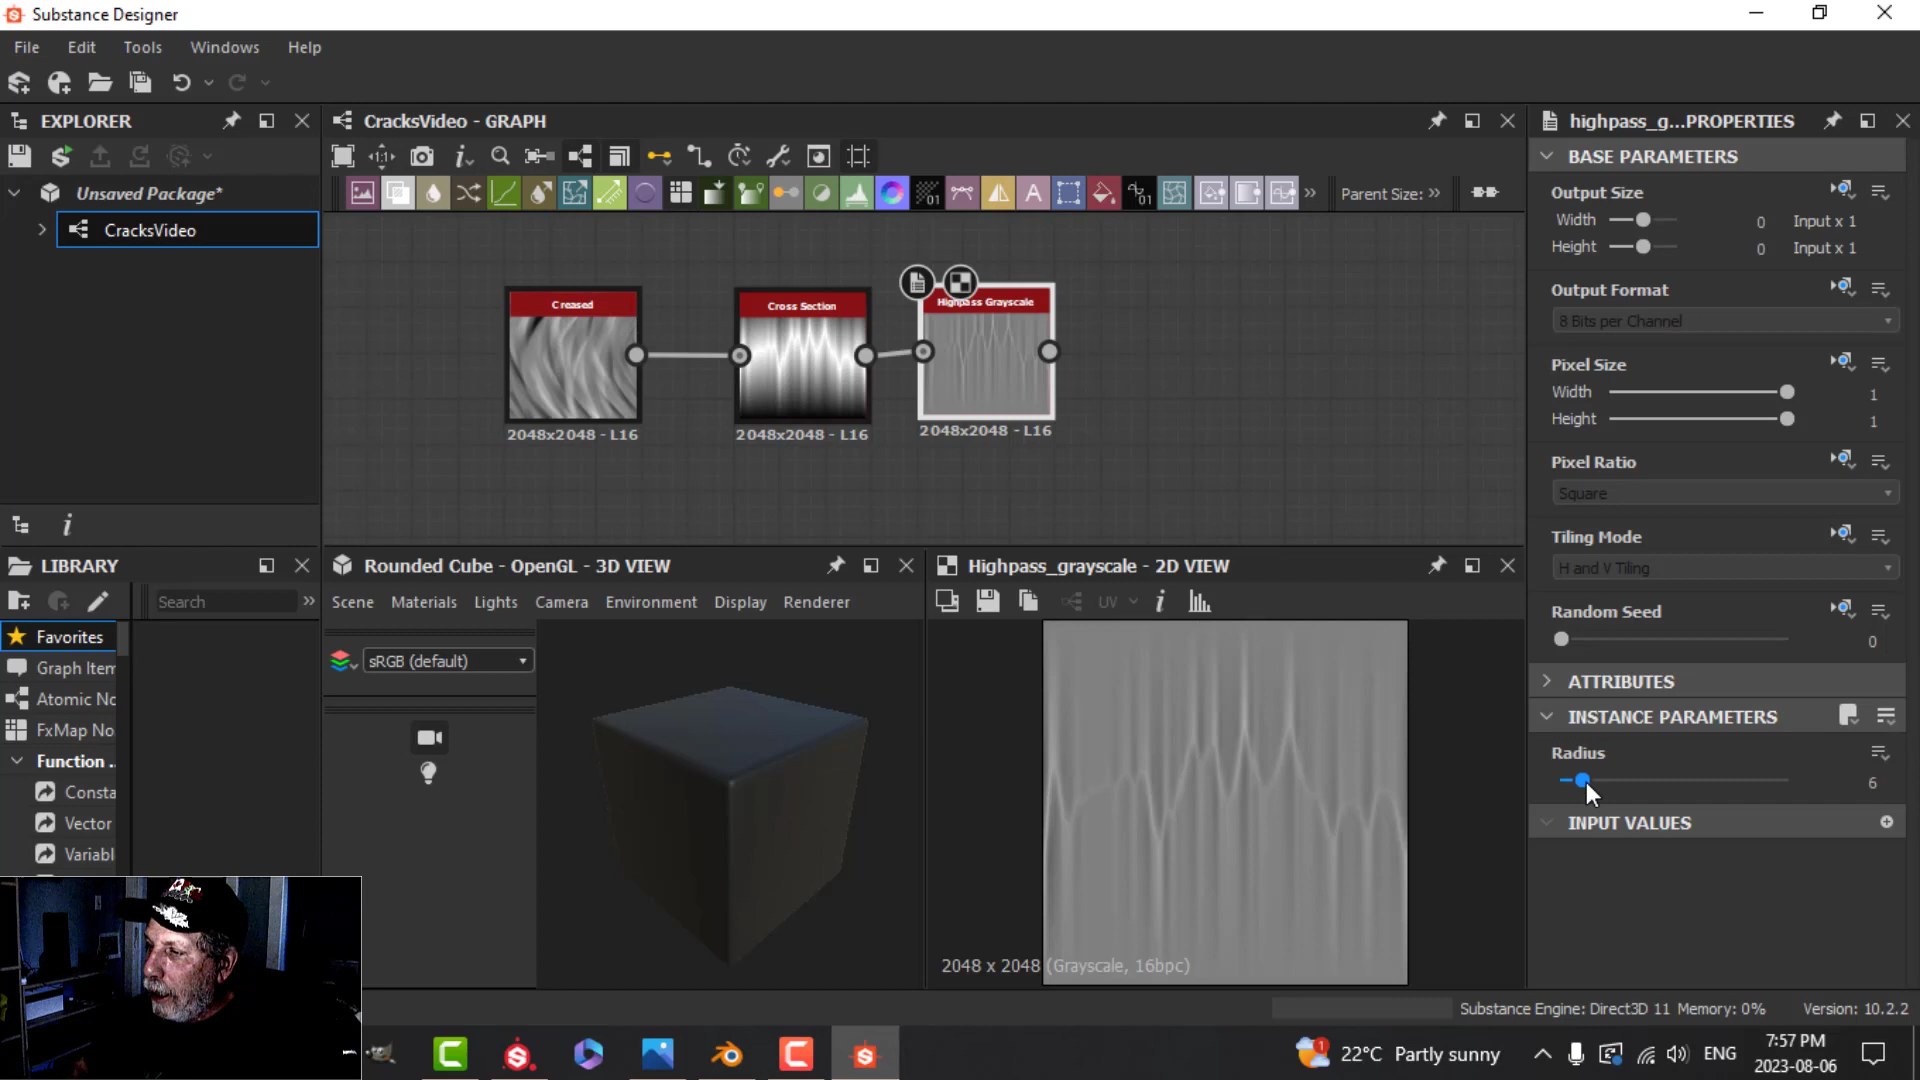 Substance Designer
File Edit Tools Windows Help
EXPLORER
Unsaved Package*
CracksVideo
CracksVideo - GRAPH
1:1
Parent Size: »
Creased
2048x2048 - L16
Cross Section
2048x2048 - L16
Highpass Grayscale
2048x2048 - L16
LIBRARY
Search
Favorites
Graph Item
Atomic No
FxMap No
Function ..
Consta
Vector
Variabl
Rounded Cube - OpenGL - 3D VIEW
Scene Materials Lights Camera Environment Display Renderer
sRGB (default)
Highpass_grayscale - 2D VIEW
UV
2048 x 2048 (Grayscale, 16bpc)
highpass_g...PROPERTIES
BASE PARAMETERS
Output Size
Width 0 Input x 1
Height 0 Input x 1
Output Format
8 Bits per Channel
Pixel Size
Width 1
Height 1
Pixel Ratio
Square
Tiling Mode
H and V Tiling
Random Seed
0
ATTRIBUTES
INSTANCE PARAMETERS
Radius
6
INPUT VALUES
Substance Engine: Direct3D 11 Memory: 0% Version: 10.2.2
1 22°C Partly sunny
ENG
7:57 PM
2023-08-06